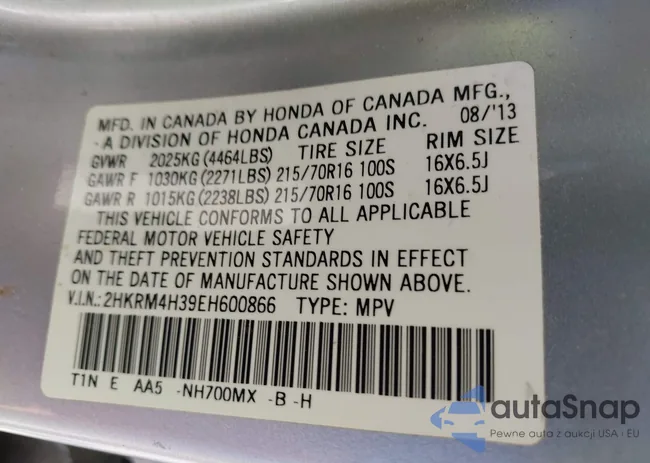 MFD. IN CANADA BY HONDA OF CANADA MFG.,
A DIVISION OF HONDA CANADA INC. 08/'13
GVWR 2025KG (4464LBS) TIRE SIZE RIM SIZE
GAWR F 1030KG (2271LBS) 215/70R16 100S 16X6.5J
GAWR R 1015KG (2238LBS) 215/70R16 100S 16X6.5J
THIS VEHICLE CONFORMS TO ALL APPLICABLE
FEDERAL MOTOR VEHICLE SAFETY
AND THEFT PREVENTION STANDARDS IN EFFECT
ON THE DATE OF MANUFACTURE SHOWN ABOVE.
V.I.N.: 2HKRM4H39EH600866 TYPE: MPV
T1N E AA5 -NH700MX -B -H
autaSnap
Pewne auta z aukcji USA i EU